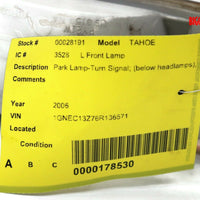 Stock # 00028191 Model TAHOE
IC # 3528 L Front Lamp
Description Park Lamp-Turn Signal; (below headlamps),
Comments
Year 2006
VIN 1GNEC13Z76R136571
Located
Condition
A B C 0000178530